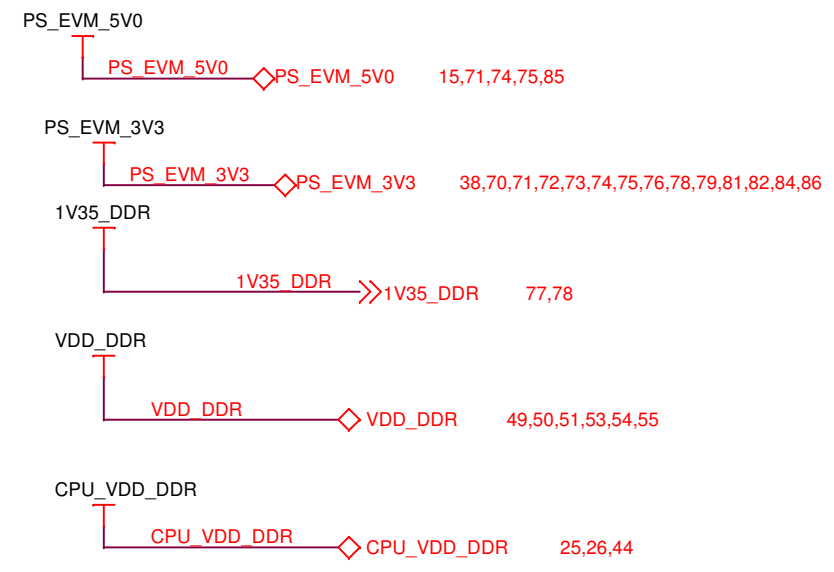 PS_EVM_5V0
PS_EVM_5V0 PS_EVM_5V0 15,71,74,75,85
PS_EVM_3V3
PS_EVM_3V3 PS_EVM_3V3 38,70,71,72,73,74,75,76,78,79,81,82,84,86
1V35_DDR
1V35_DDR 1V35_DDR 77,78
VDD_DDR
VDD_DDR VDD_DDR 49,50,51,53,54,55
CPU_VDD_DDR
CPU_VDD_DDR CPU_VDD_DDR 25,26,44